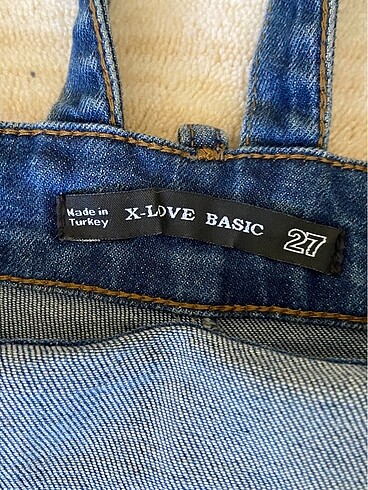 Made in
Turkey
X-LOVE BASIC
27